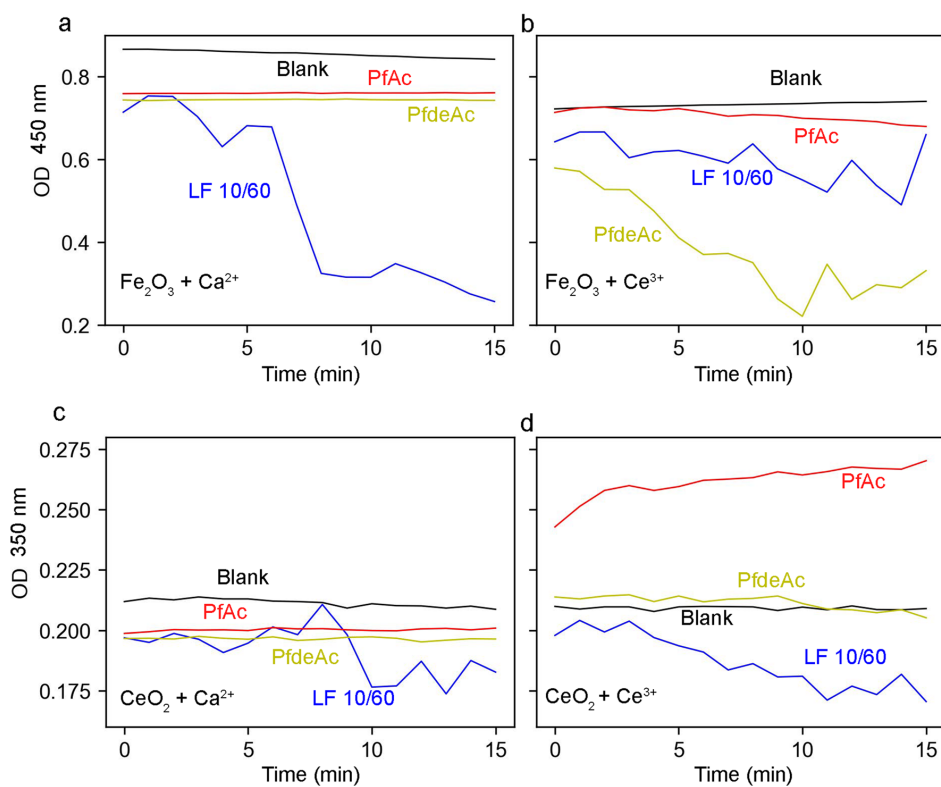 a
OD 450 nm
0.8
0.6
0.4
0.2
Blank
PfAc
PfdeAc
LF 10/60
Fe₂O₃ + Ca²⁺
0 5 10 15
Time (min)
b
Blank
PfAc
LF 10/60
PfdeAc
Fe₂O₃ + Ce³⁺
0 5 10 15
Time (min)
c
OD 350 nm
0.275
0.250
0.225
0.200
0.175
Blank
PfAc
PfdeAc
LF 10/60
CeO₂ + Ca²⁺
0 5 10 15
Time (min)
d
PfAc
PfdeAc
Blank
LF 10/60
CeO₂ + Ce³⁺
0 5 10 15
Time (min)